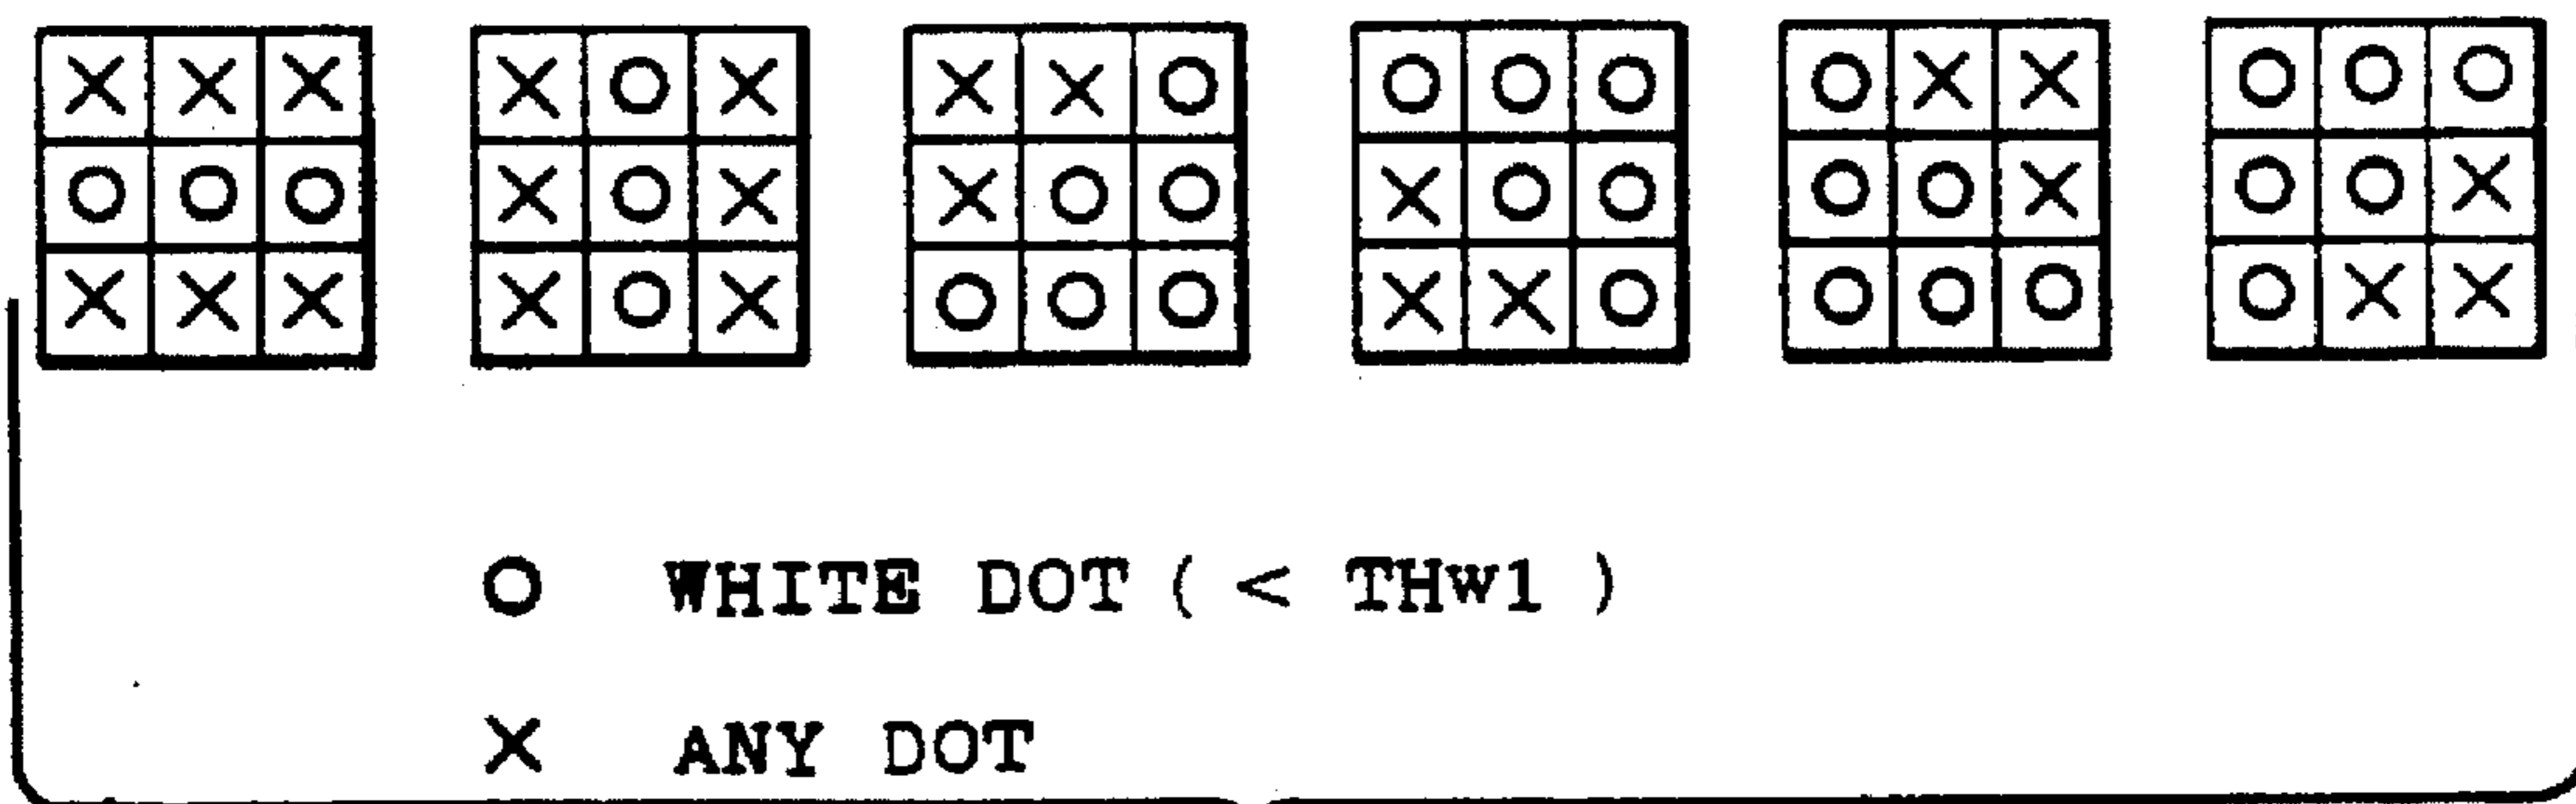 X X X X O X X X O O O O O X X O O O
O O O X O X X O O X O O O O X O O X
X X X X O X O O O X X O O O O O X X
O WHITE DOT ( < THw1 )
X ANY DOT